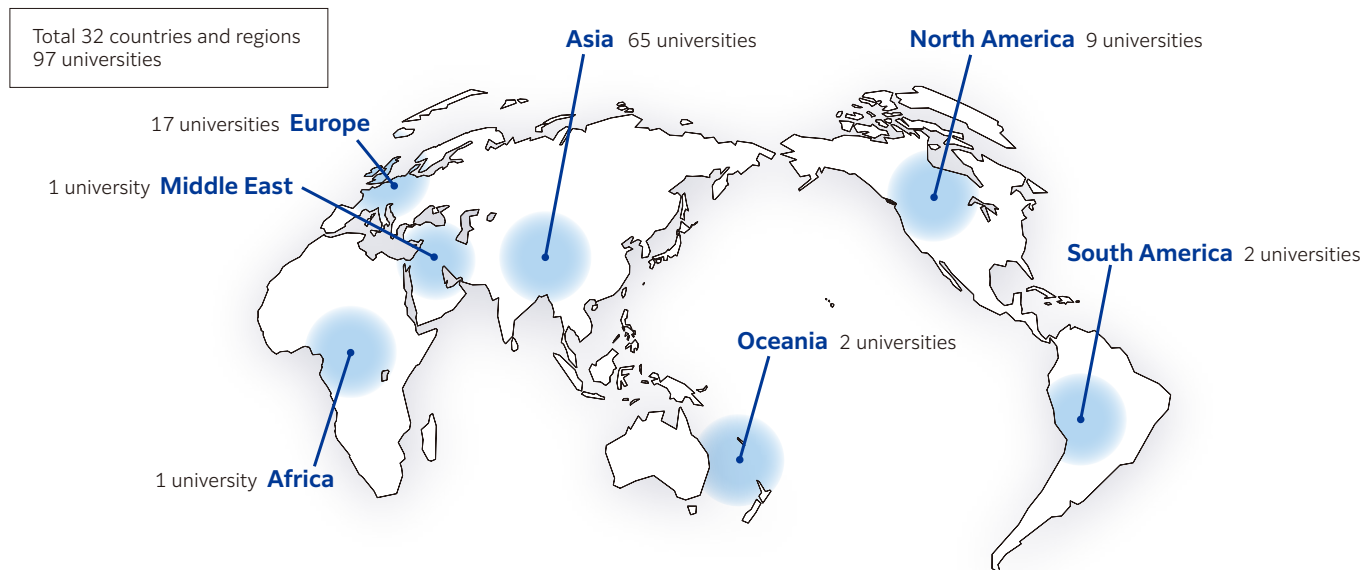 Total 32 countries and regions
97 universities
Asia 65 universities
North America 9 universities
17 universities Europe
1 university Middle East
South America 2 universities
Oceania 2 universities
1 university Africa